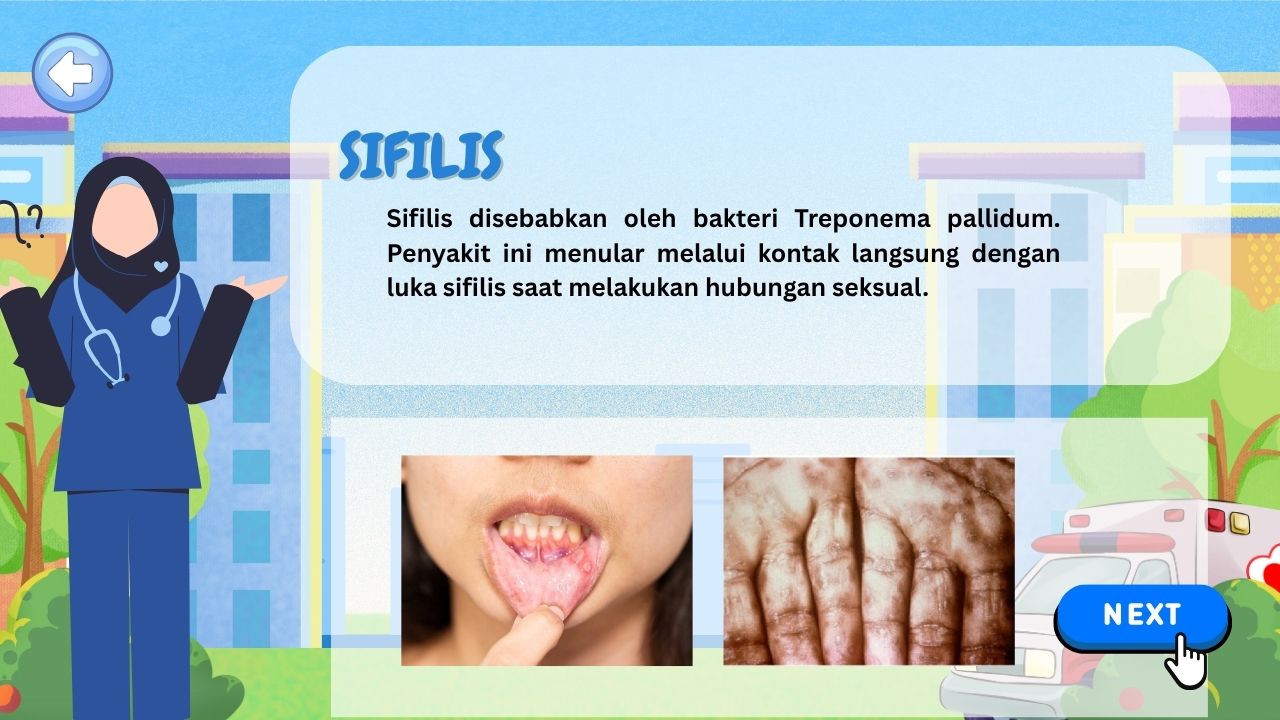 SIFILIS
Sifilis disebabkan oleh bakteri Treponema pallidum.
Penyakit ini menular melalui kontak langsung dengan
luka sifilis saat melakukan hubungan seksual.
??
NEXT